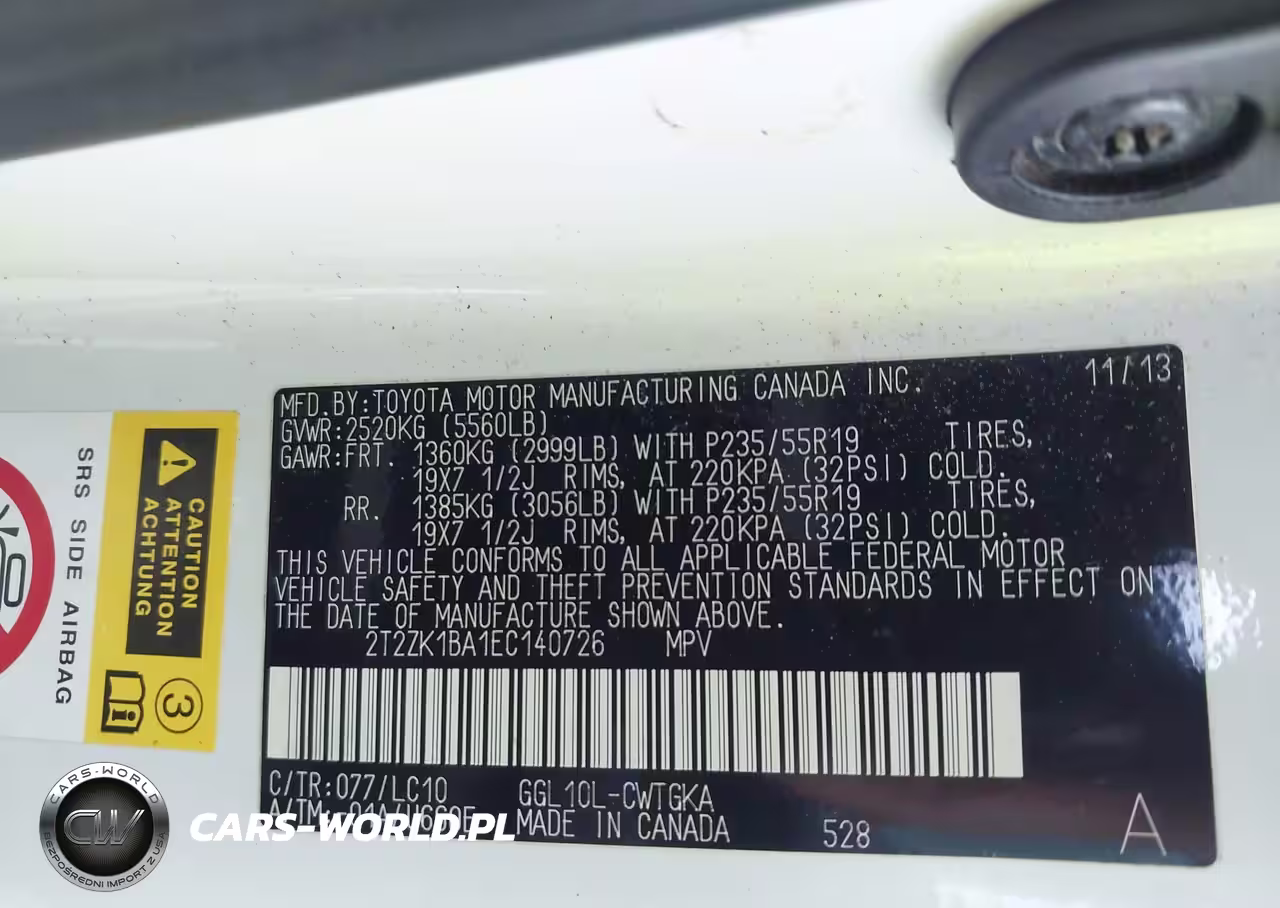 MFD.BY:TOYOTA MOTOR MANUFACTURING CANADA INC. 11/13
GVWR:2520KG (5560LB)
GAWR:FRT. 1360KG (2999LB) WITH P235/55R19 TIRES,
19X7 1/2J RIMS, AT 220KPA (32PSI) COLD.
RR. 1385KG (3056LB) WITH P235/55R19 TIRES,
19X7 1/2J RIMS, AT 220KPA (32PSI) COLD.
THIS VEHICLE CONFORMS TO ALL APPLICABLE FEDERAL MOTOR
VEHICLE SAFETY AND THEFT PREVENTION STANDARDS IN EFFECT ON
THE DATE OF MANUFACTURE SHOWN ABOVE.
2T2ZK1BA1EC140726 MPV
C/TR:077/LC10 GGL10L-CWTGKA
MADE IN CANADA 528 A
CAUTION
ATTENTION
ACHTUNG
3
SRS SIDE AIRBAG
CARS-WORLD
CW
BEZPOŚREDNI IMPORT Z USA
CARS-WORLD.PL